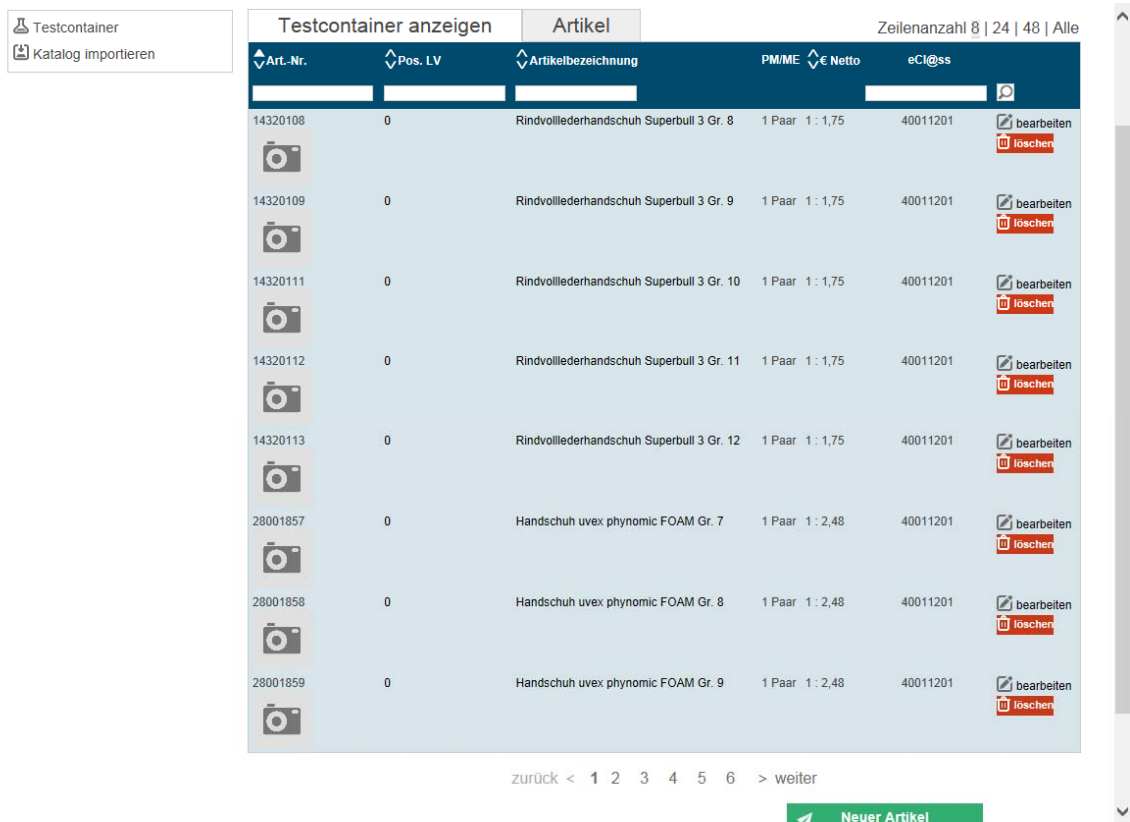 Testcontainer
Katalog importieren
Testcontainer anzeigen Artikel Zeilenanzahl 8 | 24 | 48 | Alle
Art.-Nr. Pos. LV Artikelbezeichnung PM/ME € Netto eCl@ss
14320108 0 Rindvolllederhandschuh Superbull 3 Gr. 8 1 Paar 1 : 1,75 40011201 bearbeiten
löschen
14320109 0 Rindvolllederhandschuh Superbull 3 Gr. 9 1 Paar 1 : 1,75 40011201 bearbeiten
löschen
14320111 0 Rindvolllederhandschuh Superbull 3 Gr. 10 1 Paar 1 : 1,75 40011201 bearbeiten
löschen
14320112 0 Rindvolllederhandschuh Superbull 3 Gr. 11 1 Paar 1 : 1,75 40011201 bearbeiten
löschen
14320113 0 Rindvolllederhandschuh Superbull 3 Gr. 12 1 Paar 1 : 1,75 40011201 bearbeiten
löschen
28001857 0 Handschuh uvex phynomic FOAM Gr. 7 1 Paar 1 : 2,48 40011201 bearbeiten
löschen
28001858 0 Handschuh uvex phynomic FOAM Gr. 8 1 Paar 1 : 2,48 40011201 bearbeiten
löschen
28001859 0 Handschuh uvex phynomic FOAM Gr. 9 1 Paar 1 : 2,48 40011201 bearbeiten
löschen
zurück < 1 2 3 4 5 6 > weiter
Neuer Artikel